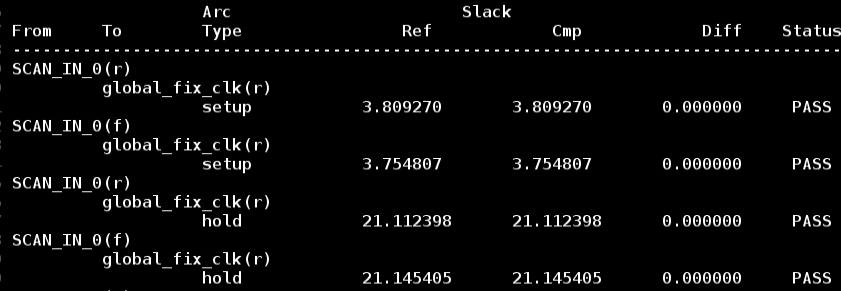 Arc Slack
From To Type Ref Cmp Diff Status
--------------------------------------------------------------------------------
SCAN_IN_0(r)
global_fix_clk(r)
setup 3.809270 3.809270 0.000000 PASS
SCAN_IN_0(f)
global_fix_clk(r)
setup 3.754807 3.754807 0.000000 PASS
SCAN_IN_0(r)
global_fix_clk(r)
hold 21.112398 21.112398 0.000000 PASS
SCAN_IN_0(f)
global_fix_clk(r)
hold 21.145405 21.145405 0.000000 PASS